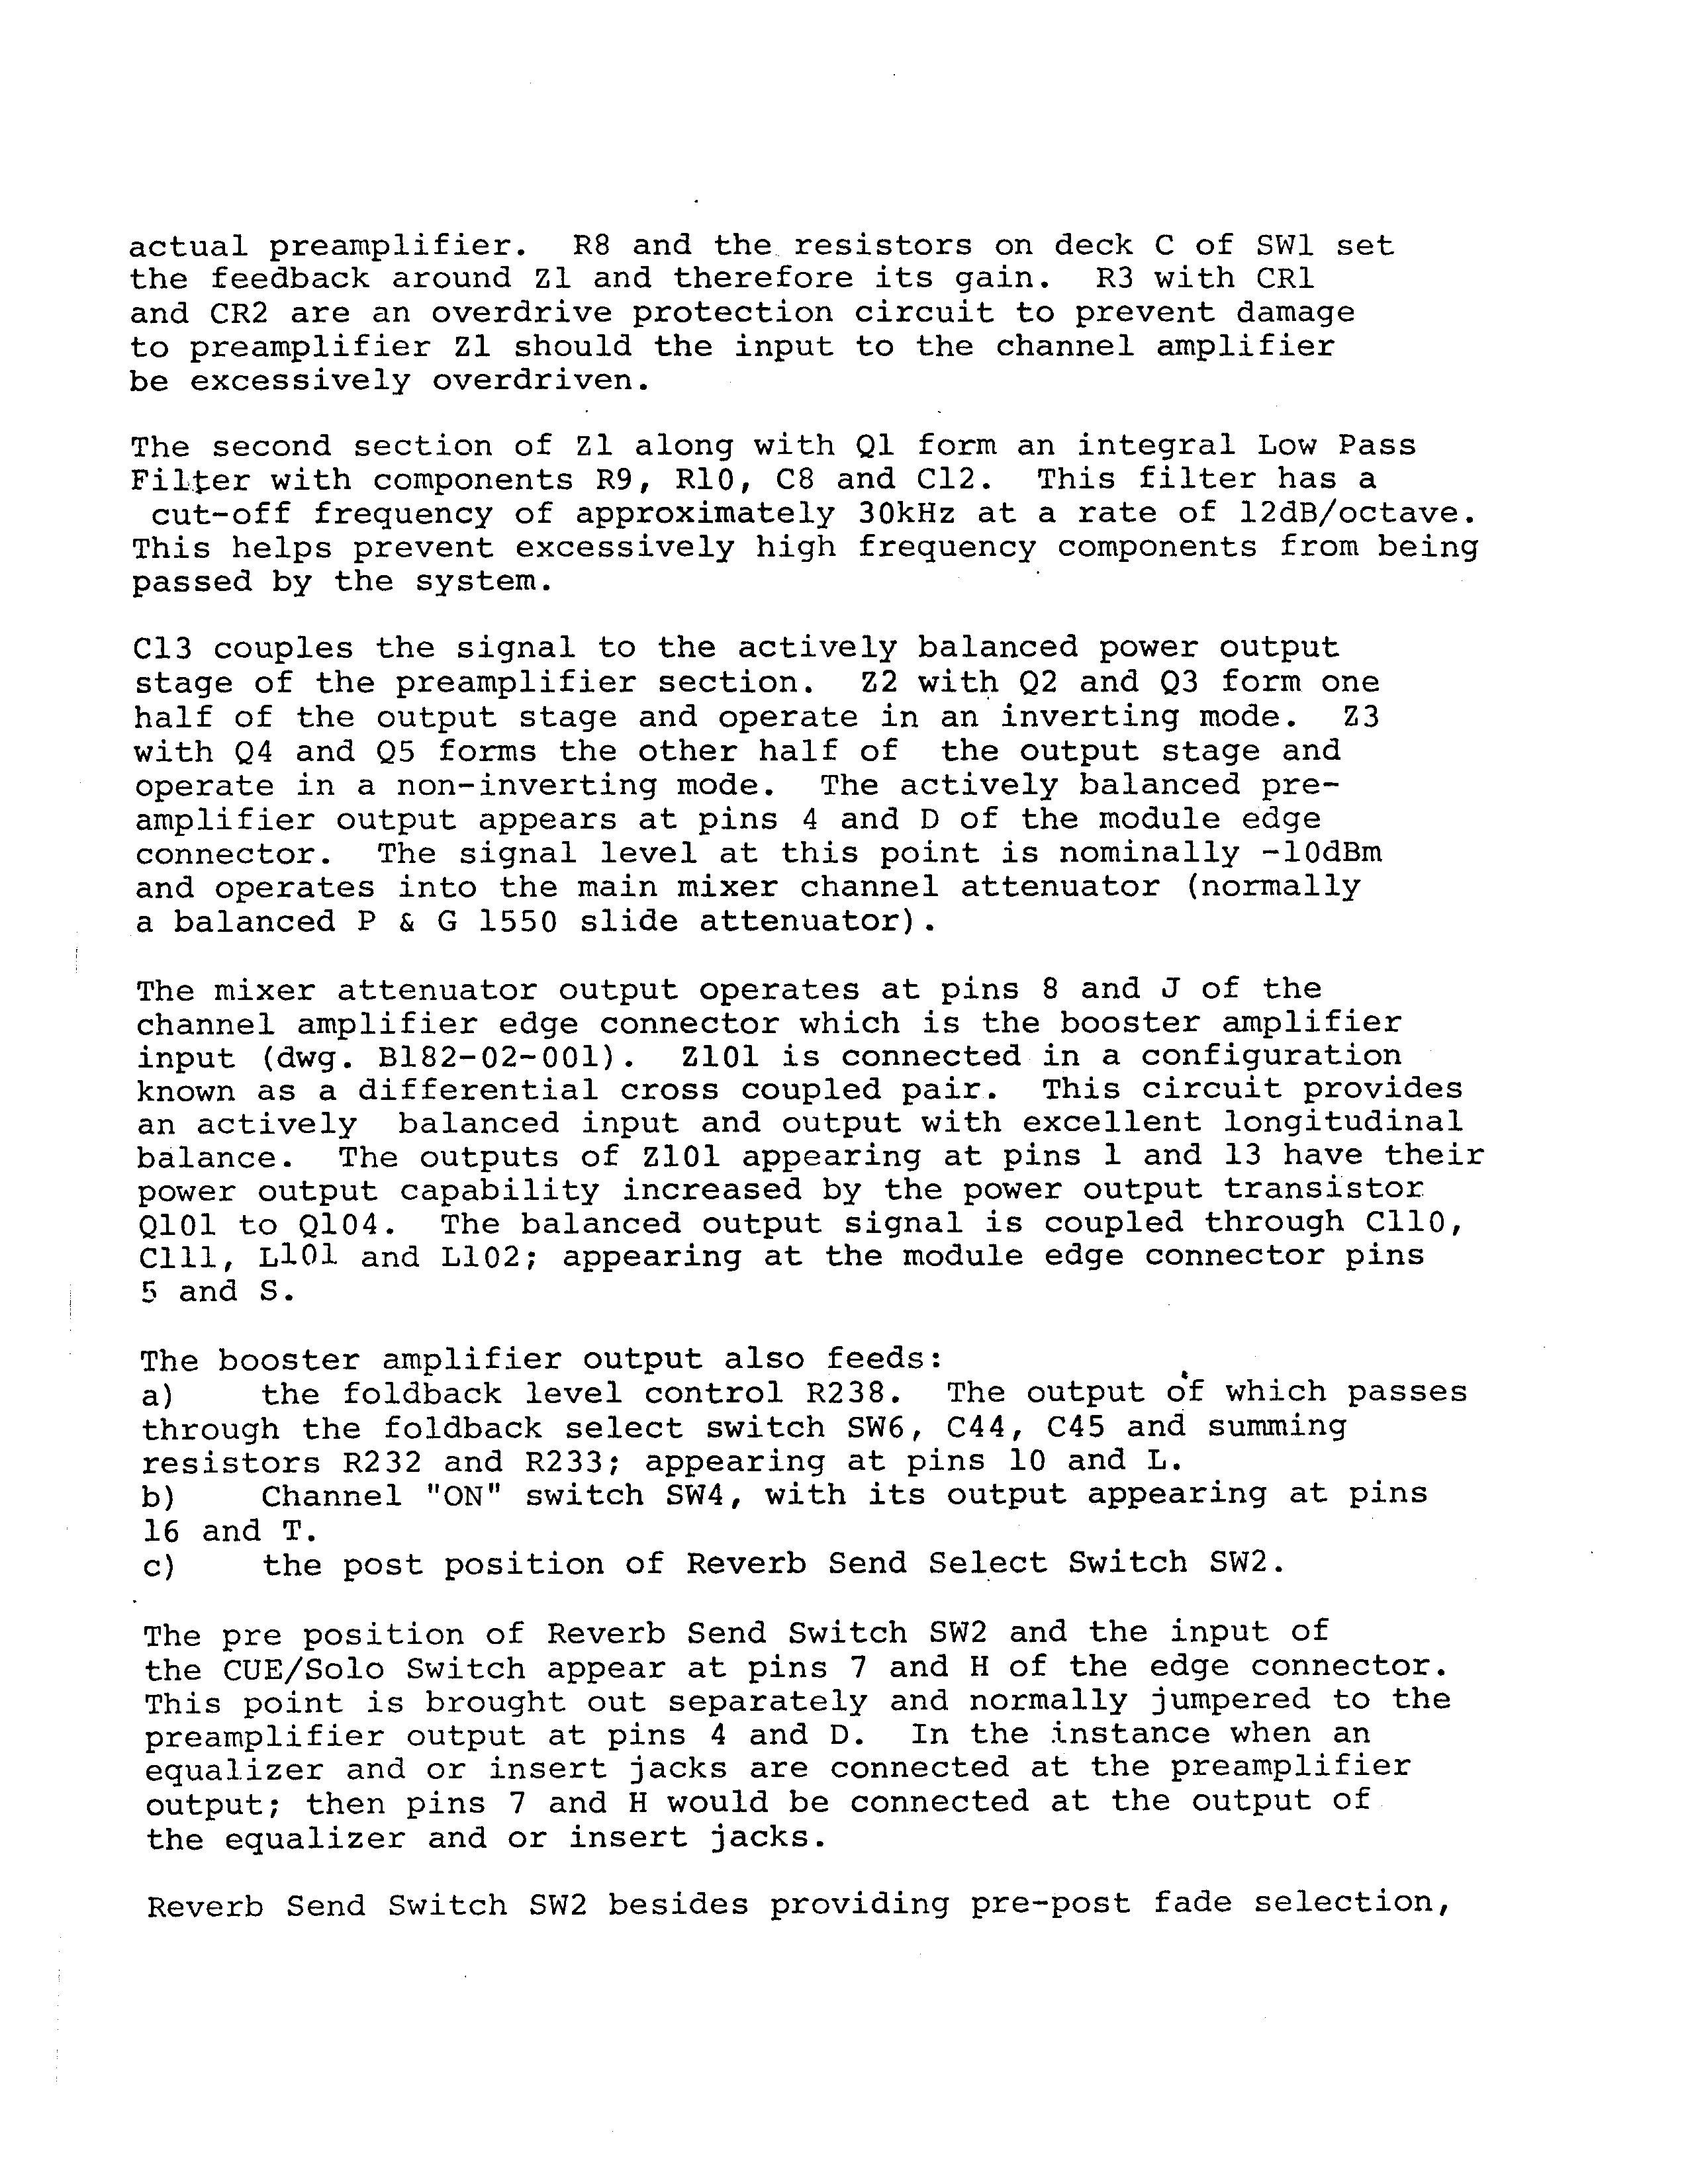 actual preamplifier. R8 and the resistors on deck C of SW1 set
the feedback around Z1 and therefore its gain. R3 with CR1
and CR2 are an overdrive protection circuit to prevent damage
to preamplifier Z1 should the input to the channel amplifier
be excessively overdriven.
The second section of Z1 along with Q1 form an integral Low Pass
Filter with components R9, R10, C8 and C12. This filter has a
cut-off frequency of approximately 30kHz at a rate of 12dB/octave.
This helps prevent excessively high frequency components from being
passed by the system.
C13 couples the signal to the actively balanced power output
stage of the preamplifier section. Z2 with Q2 and Q3 form one
half of the output stage and operate in an inverting mode. Z3
with Q4 and Q5 forms the other half of the output stage and
operate in a non-inverting mode. The actively balanced pre-
amplifier output appears at pins 4 and D of the module edge
connector. The signal level at this point is nominally -10dBm
and operates into the main mixer channel attenuator (normally
a balanced P & G 1550 slide attenuator).
The mixer attenuator output operates at pins 8 and J of the
channel amplifier edge connector which is the booster amplifier
input (dwg. B182-02-001). Z101 is connected in a configuration
known as a differential cross coupled pair. This circuit provides
an actively balanced input and output with excellent longitudinal
balance. The outputs of Z101 appearing at pins 1 and 13 have their
power output capability increased by the power output transistor
Q101 to Q104. The balanced output signal is coupled through C110,
C111, L101 and L102; appearing at the module edge connector pins
5 and S.
The booster amplifier output also feeds:
a) the foldback level control R238. The output of which passes
through the foldback select switch SW6, C44, C45 and summing
resistors R232 and R233; appearing at pins 10 and L.
b) Channel "ON" switch SW4, with its output appearing at pins
16 and T.
c) the post position of Reverb Send Select Switch SW2.
The pre position of Reverb Send Switch SW2 and the input of
the CUE/Solo Switch appear at pins 7 and H of the edge connector.
This point is brought out separately and normally jumpered to the
preamplifier output at pins 4 and D. In the instance when an
equalizer and or insert jacks are connected at the preamplifier
output; then pins 7 and H would be connected at the output of
the equalizer and or insert jacks.
Reverb Send Switch SW2 besides providing pre-post fade selection,